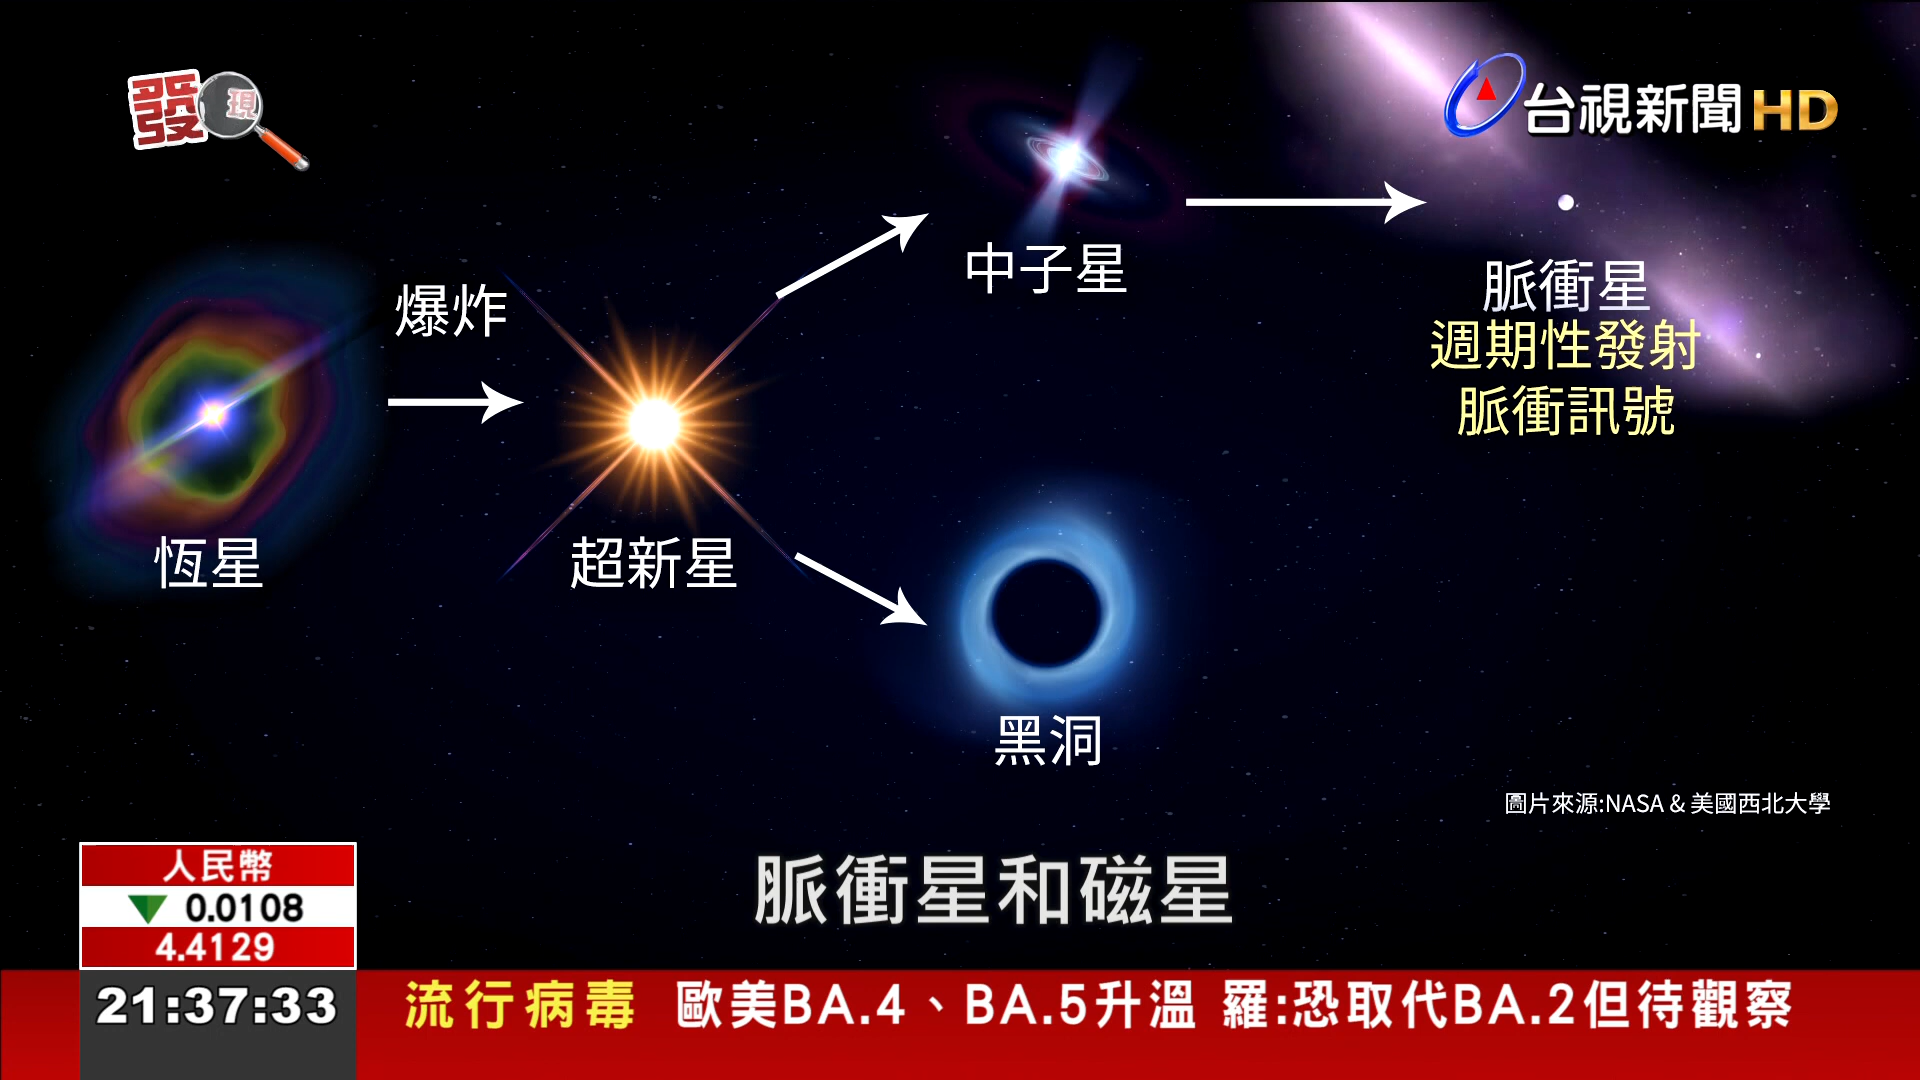 發現
台視新聞HD
爆炸
中子星
脈衝星
週期性發射
脈衝訊號
恆星
超新星
黑洞
圖片來源:NASA & 美國西北大學
脈衝星和磁星
人民幣
▼ 0.0108
4.4129
21:37:33
流行病毒 歐美BA.4、BA.5升溫 羅:恐取代BA.2但待觀察